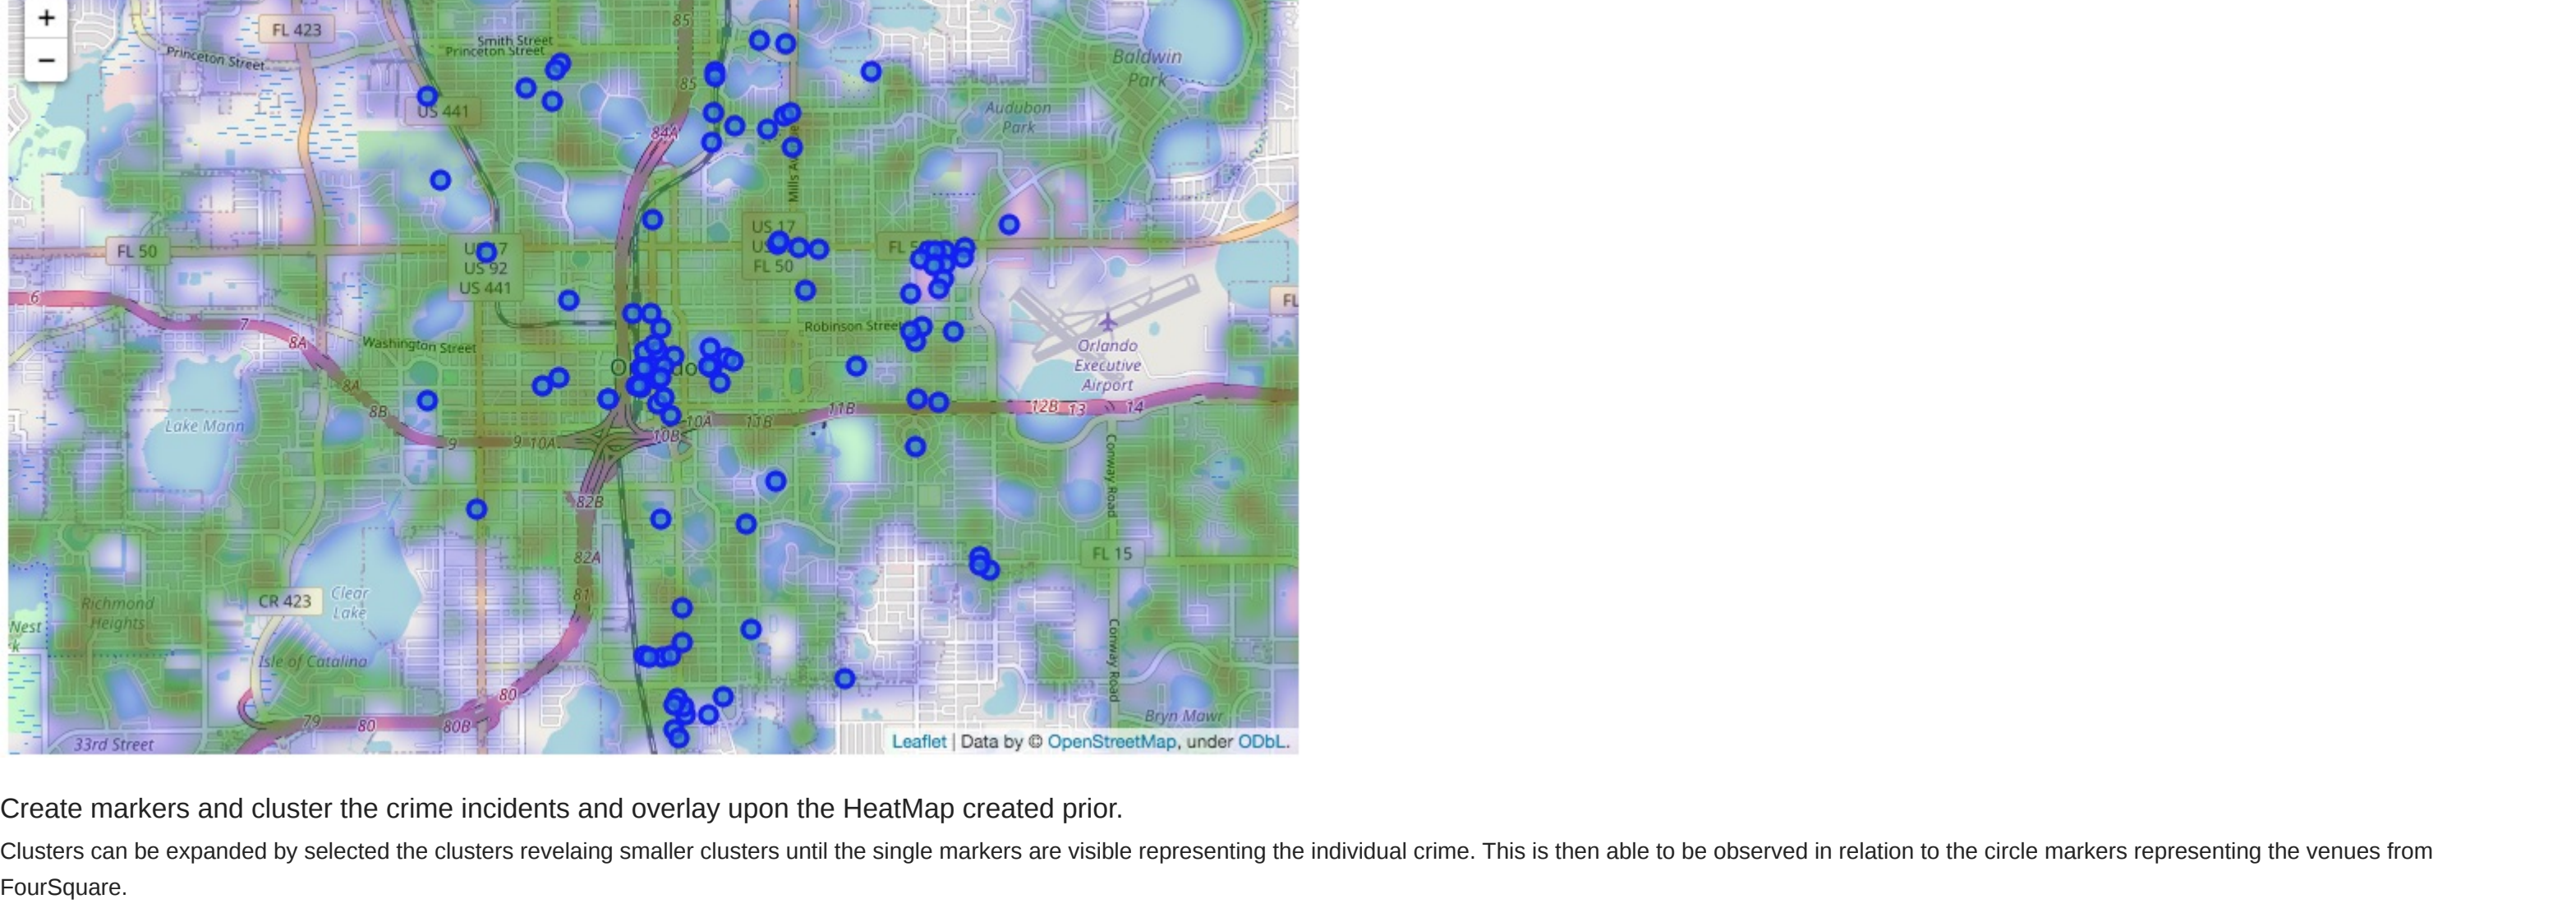 +
−
FL 423
Princeton Street
Smith Street
Princeton Street
85
85
US 441
84A
Baldwin
Park
Audubon
Park
FL 50
US 92
US 441
US 17
FL 50
6
7
8A
Washington Street
Robinson Street
Orlando
Executive
Airport
8A
8B
Lake Mann
9
9
10A
10B
10A
11B
11B
12B
13
14
82B
Conway Road
82A
FL 15
CR 423
Clear
Lake
81
Richmond
Heights
Nest
k
Isle of Catalina
Conway Road
80
79
80
80B
33rd Street
Bryn Mawr
Leaflet | Data by © OpenStreetMap, under ODbL.
Create markers and cluster the crime incidents and overlay upon the HeatMap created prior.
Clusters can be expanded by selected the clusters revelaing smaller clusters until the single markers are visible representing the individual crime. This is then able to be observed in relation to the circle markers representing the venues from
FourSquare.